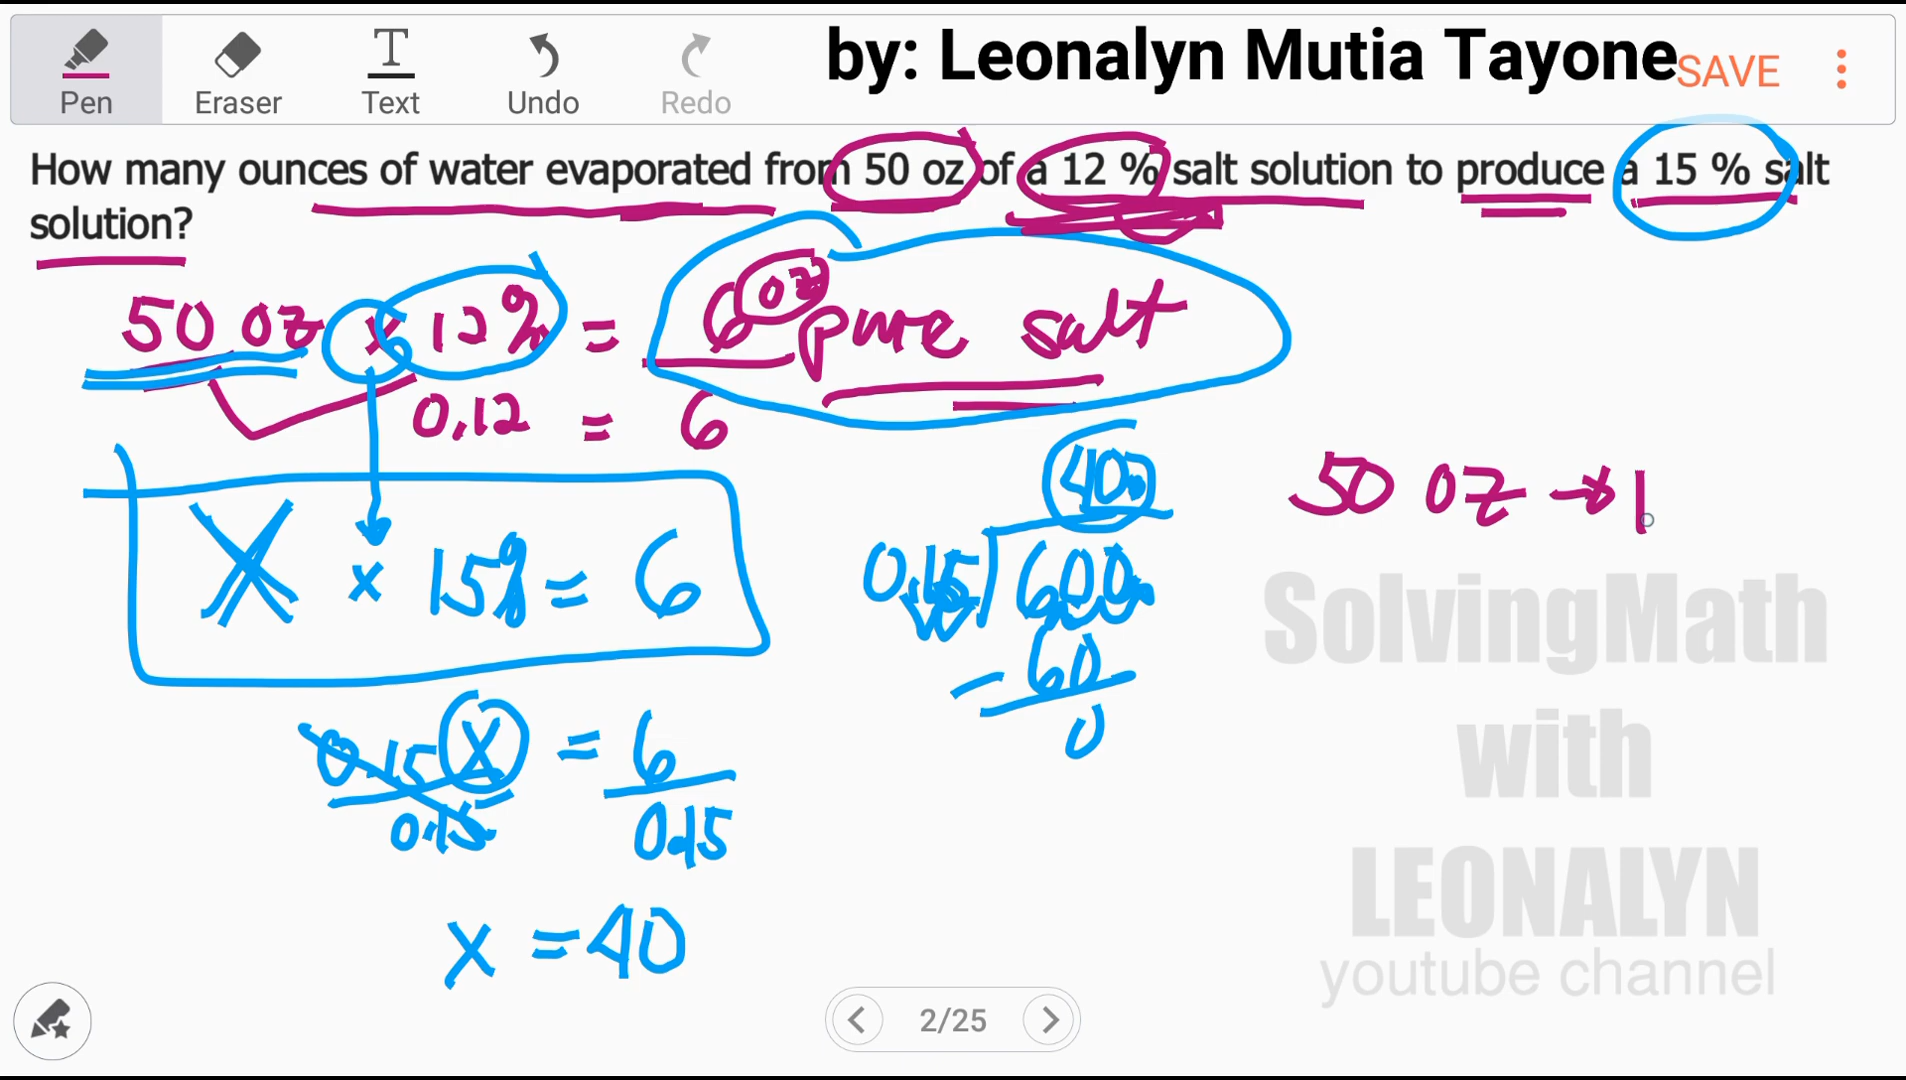 by: Leonalyn Mutia Tayone
Pen Eraser Text Undo Redo SAVE
How many ounces of water evaporated from 50 oz of a 12 % salt solution to produce a 15 % salt
solution?
50 oz x 12% = 6 oz pure salt
0.12 = 6
X x 15% = 6
400
0.15 600
- 60
0
50 oz → 1
0.15 X = 6
0.15 0.15
x = 40
SolvingMath
with
LEONALYN
youtube channel
2/25